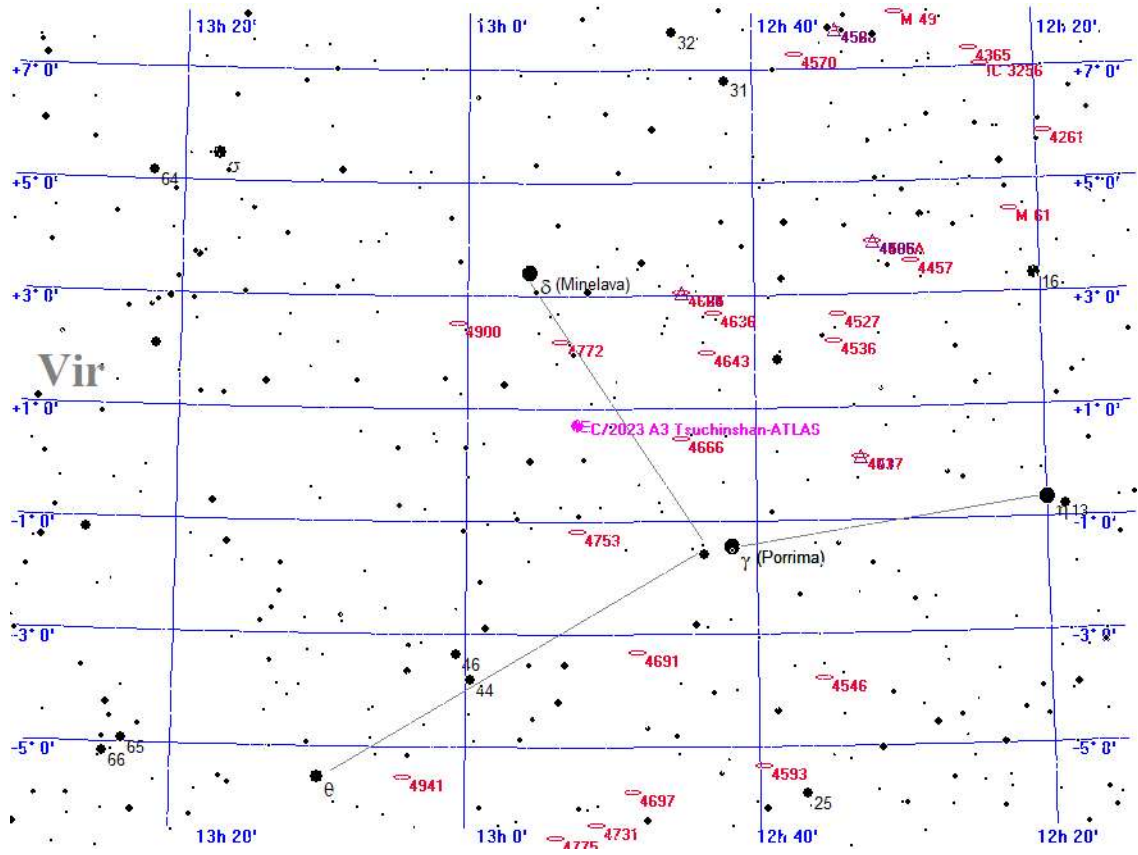 13h 20' 13h 0' 12h 40' 12h 20'
M 49
32
4365
4570
IC 3256
+7° 0' +7° 0'
31
4261
64
σ
+5° 0' +5° 0'
M 61
4457
δ (Minelava)
16
+3° 0' +3° 0'
4636
4527
4900
4772
4536
4643
Vir
+1° 0' +1° 0'
C/2023 A3 Tsuchinshan-ATLAS
4666
13
-1° 0' -1° 0'
4753
γ (Porrima)
-3° 0' -3° 0'
46
4691
44
4546
65
-5° 0' -5° 0'
66
4593
θ
4941
4697
25
4731
13h 20' 13h 0' 12h 40' 12h 20'
4775